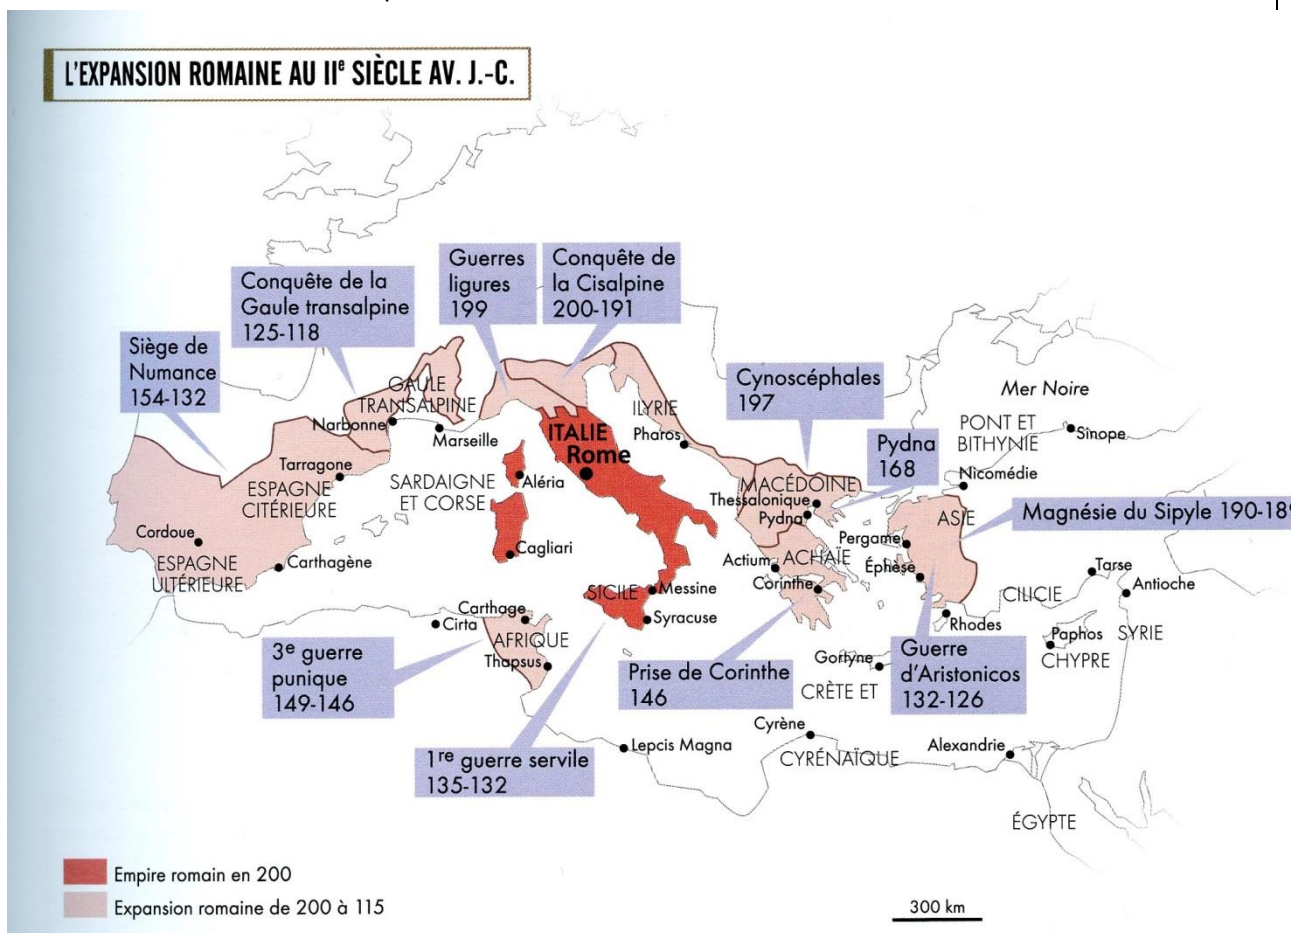 L'EXPANSION ROMAINE AU IIe SIÈCLE AV. J.-C.
Guerres
ligures
199
Conquête de
la Cisalpine
200-191
Conquête de la
Gaule transalpine
125-118
Siège de
Numance
154-132
Cynoscéphales
197
Pydna
168
Magnésie du Sipyle 190-189
Mer Noire
PONT ET
BITHYNIE
Sinope
Nicomédie
GAULE
TRANSALPINE
Narbonne
Marseille
ILYRIE
Pharos
ITALIE
Rome
Tarragone
ESPAGNE
CITÉRIEURE
SARDAIGNE
ET CORSE
Aléria
MACÉDOINE
Thessalonique
Pydna
ASIE
Pergame
Cordoue
ESPAGNE
ULTÉRIEURE
Carthagène
Cagliari
Actium
ACHAÏE
Corinthe
Éphèse
Tarse
Antioche
CILICIE
SICILE
Messine
Syracuse
Carthage
Cirta
AFRIQUE
Thapsus
Rhodes
Paphos
CHYPRE
SYRIE
3e guerre
punique
149-146
Prise de Corinthe
146
Gortyne
CRÈTE ET
Guerre
d'Aristonicos
132-126
1re guerre servile
135-132
Lepcis Magna
Cyrène
CYRÉNAÏQUE
Alexandrie
ÉGYPTE
Empire romain en 200
Expansion romaine de 200 à 115
300 km